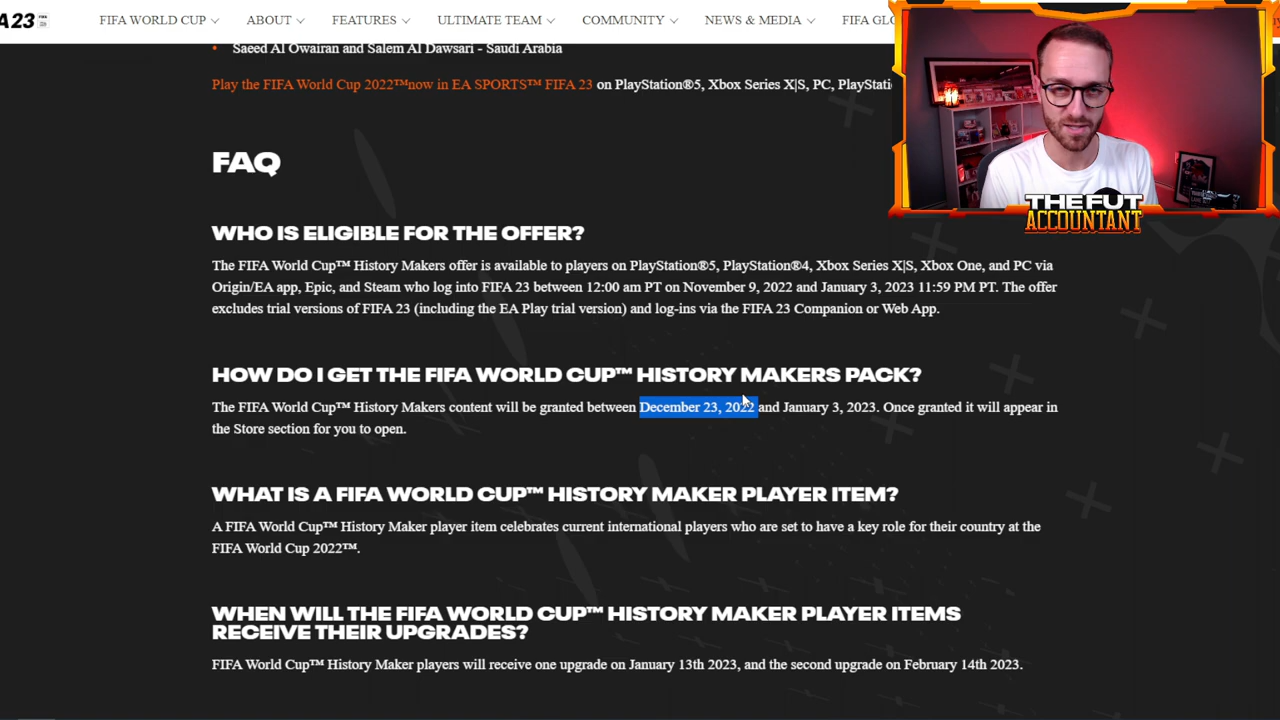 A23
FIFA WORLD CUP
ABOUT
FEATURES
ULTIMATE TEAM
COMMUNITY
NEWS & MEDIA
FIFA GLO
Saeed Al Owairan and Salem Al Dawsari - Saudi Arabia
Play the FIFA World Cup 2022™now in EA SPORTS™ FIFA 23 on PlayStation®5, Xbox Series X|S, PC, PlayStati
THE FUT
ACCOUNTANT
FAQ
WHO IS ELIGIBLE FOR THE OFFER?
The FIFA World Cup™ History Makers offer is available to players on PlayStation®5, PlayStation®4, Xbox Series X|S, Xbox One, and PC via
Origin/EA app, Epic, and Steam who log into FIFA 23 between 12:00 am PT on November 9, 2022 and January 3, 2023 11:59 PM PT. The offer
excludes trial versions of FIFA 23 (including the EA Play trial version) and log-ins via the FIFA 23 Companion or Web App.
HOW DO I GET THE FIFA WORLD CUP™ HISTORY MAKERS PACK?
The FIFA World Cup™ History Makers content will be granted between December 23, 2022 and January 3, 2023. Once granted it will appear in
the Store section for you to open.
WHAT IS A FIFA WORLD CUP™ HISTORY MAKER PLAYER ITEM?
A FIFA World Cup™ History Maker player item celebrates current international players who are set to have a key role for their country at the
FIFA World Cup 2022™.
WHEN WILL THE FIFA WORLD CUP™ HISTORY MAKER PLAYER ITEMS
RECEIVE THEIR UPGRADES?
FIFA World Cup™ History Maker players will receive one upgrade on January 13th 2023, and the second upgrade on February 14th 2023.